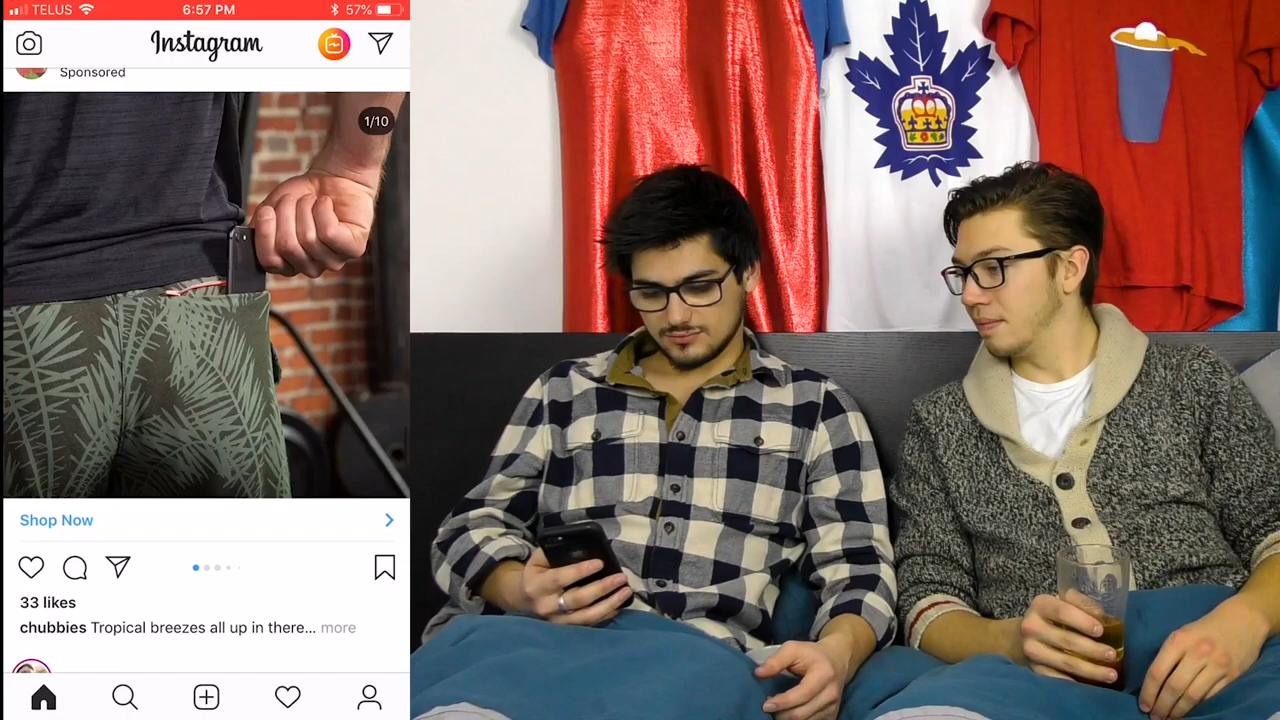 TELUS 6:57 PM 57%
Instagram
Sponsored
1/10
Shop Now
33 likes
chubbies Tropical breezes all up in there... more